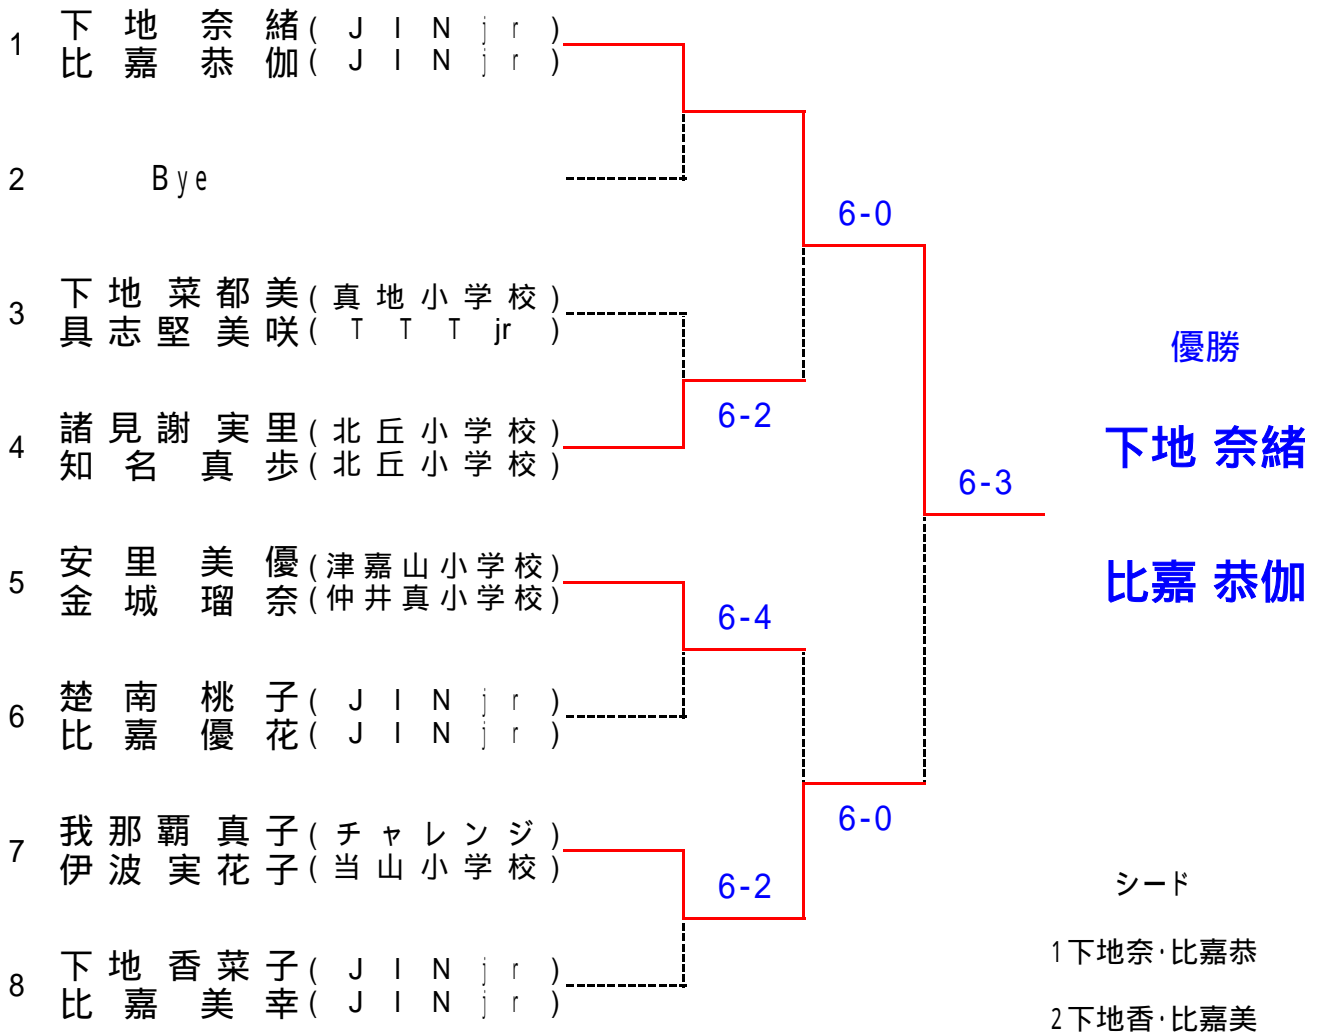 1 下地 奈緒(JINjr)
比嘉 恭伽(JINjr)
2 Bye
6-0
3 下地 菜都美(真地小学校)
具志堅 美咲(TTTjr)
優勝
6-2
4 諸見謝 実里(北丘小学校)
知名 真歩(北丘小学校)
下地 奈緒
6-3
5 安里 美優(津嘉山小学校)
金城 瑠奈(仲井真小学校)
比嘉 恭伽
6-4
6 楚南 桃子(JINjr)
比嘉 優花(JINjr)
6-0
7 我那覇 真子(チャレンジ)
伊波 実花子(当山小学校)
6-2
シード
8 下地 香菜子(JINjr)
比嘉 美幸(JINjr)
1下地奈・比嘉恭
2下地香・比嘉美